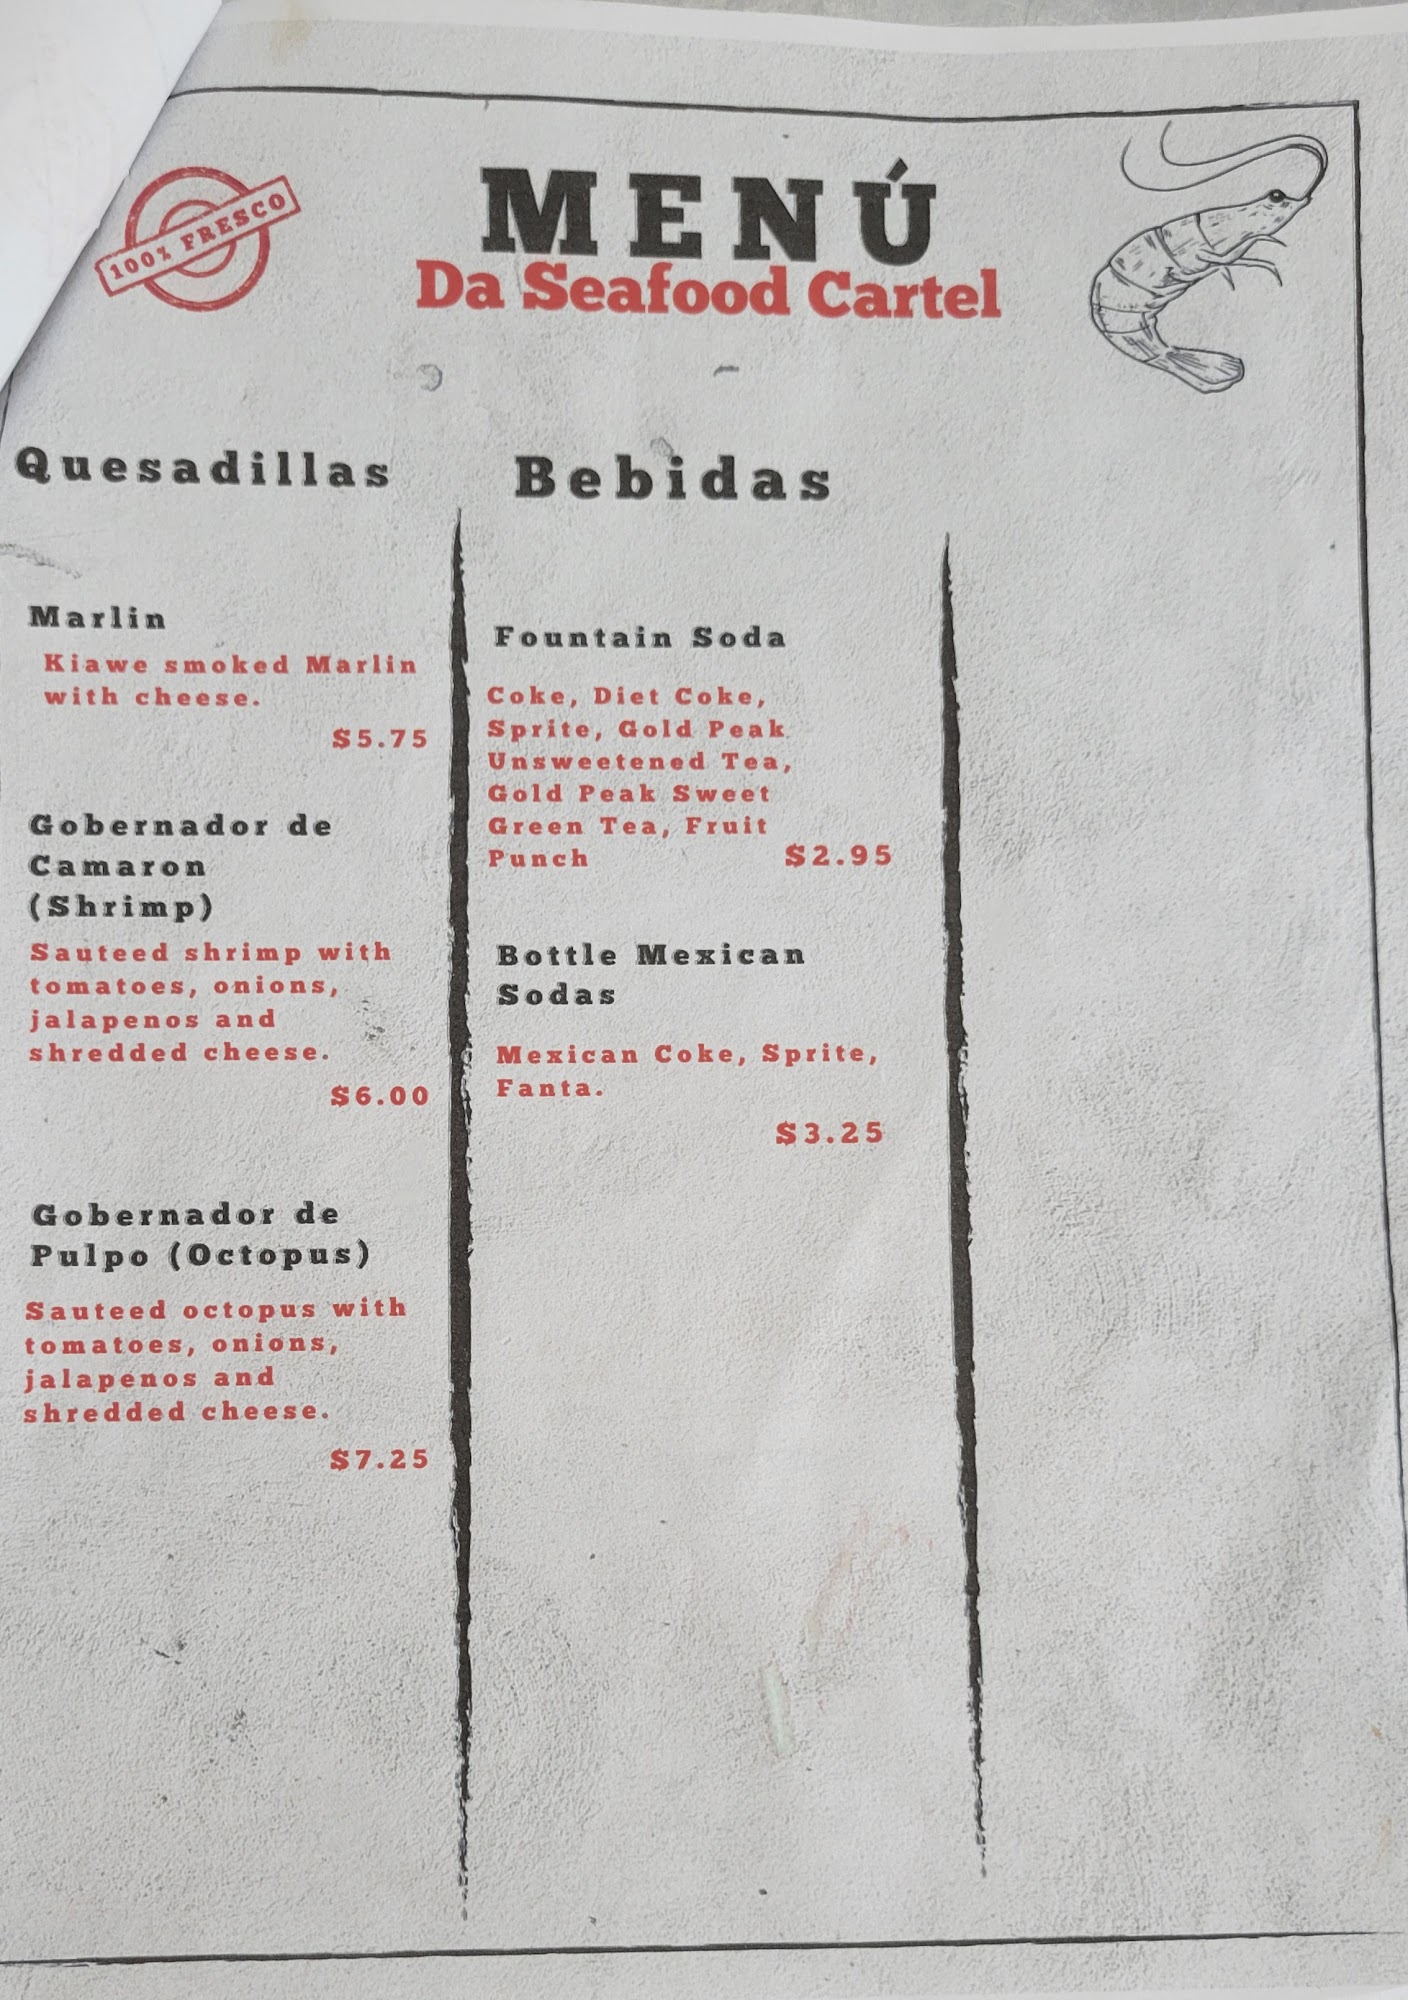 100% FRESCO
MENÚ
Da Seafood Cartel
Quesadillas
Marlin
Kiawe smoked Marlin
with cheese.
$5.75
Gobernador de
Camaron
(Shrimp)
Sauteed shrimp with
tomatoes, onions,
jalapenos and
shredded cheese.
$6.00
Gobernador de
Pulpo (Octopus)
Sauteed octopus with
tomatoes, onions,
jalapenos and
shredded cheese.
$7.25
Bebidas
Fountain Soda
Coke, Diet Coke,
Sprite, Gold Peak
Unsweetened Tea,
Gold Peak Sweet
Green Tea, Fruit
Punch $2.95
Bottle Mexican
Sodas
Mexican Coke, Sprite,
Fanta.
$3.25